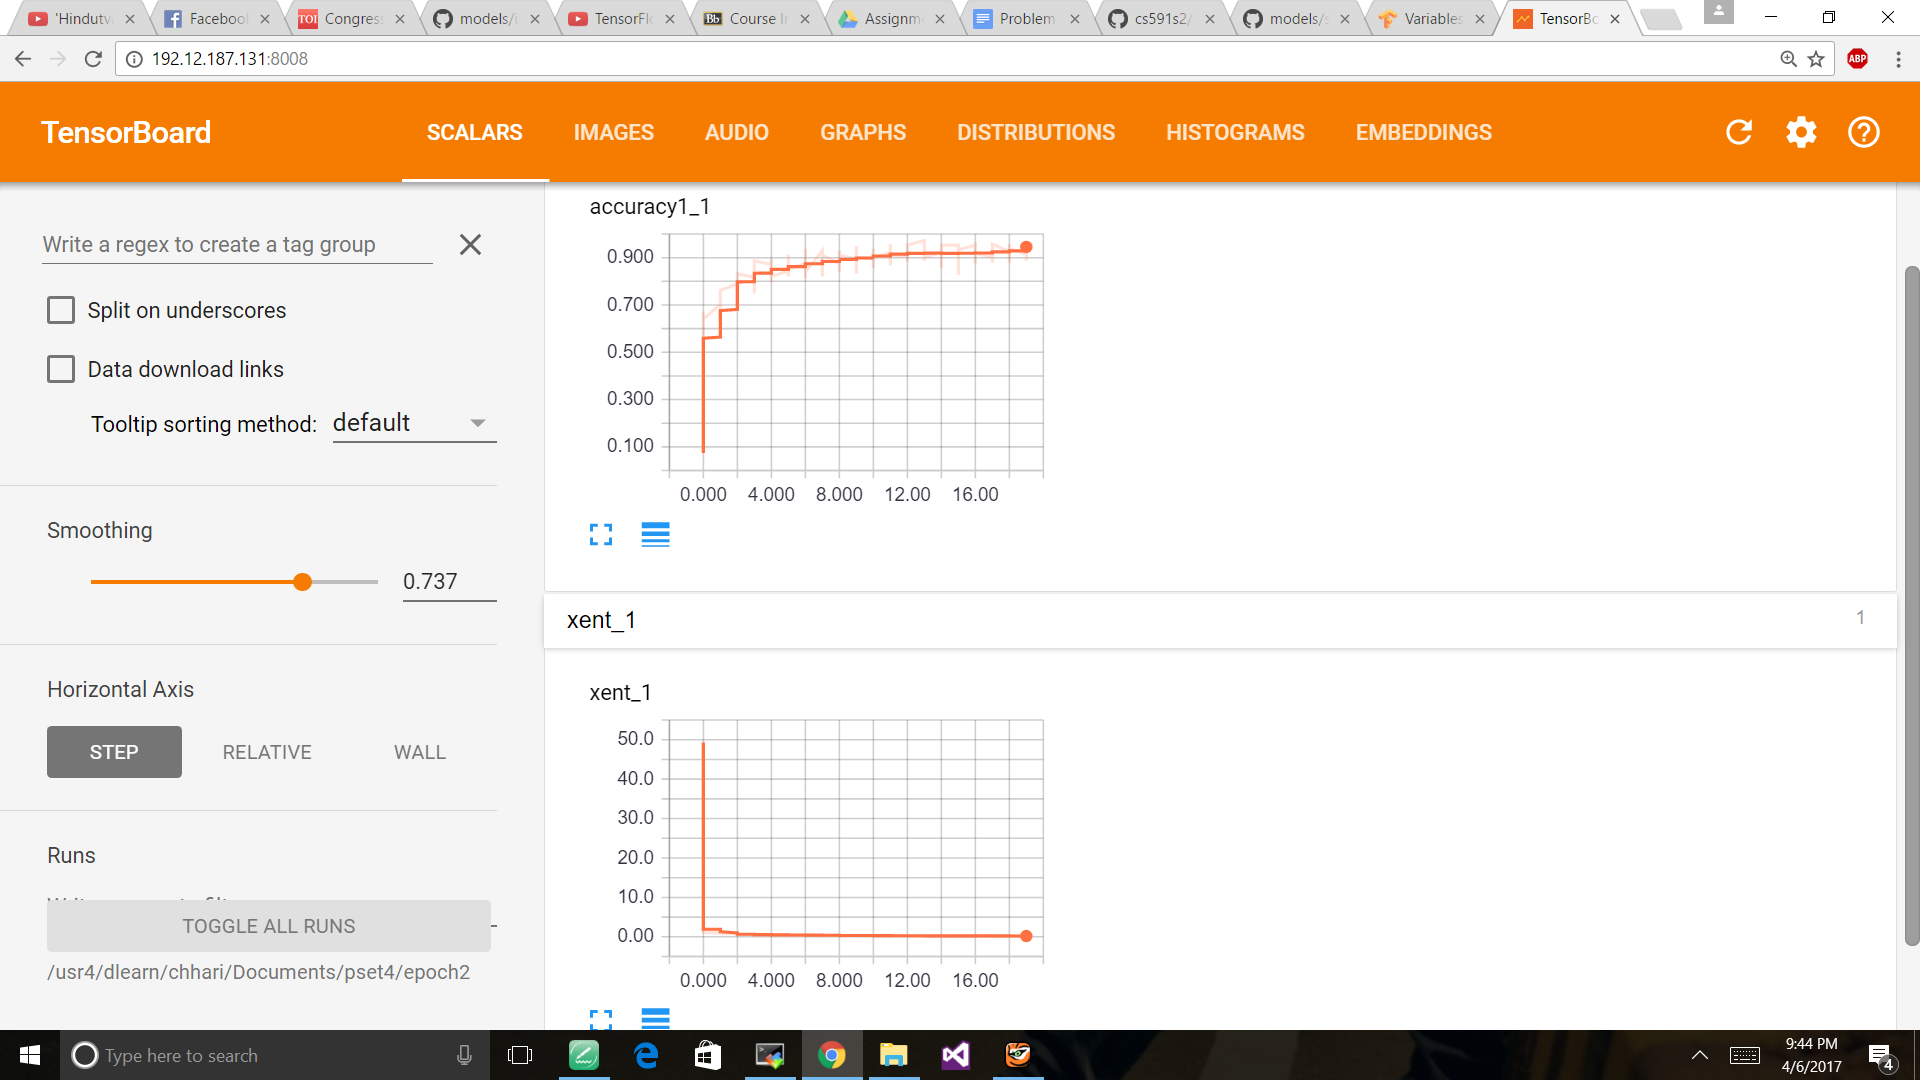 'Hindutv
Facebook
TOI Congres
models/i
TensorFl
Bb Course I
Assignm
Problem
cs591s2/
models/s
Variables
TensorBo
192.12.187.131:8008
ABP
TensorBoard
SCALARS IMAGES AUDIO GRAPHS DISTRIBUTIONS HISTOGRAMS EMBEDDINGS
Write a regex to create a tag group
Split on underscores
Data download links
Tooltip sorting method: default
Smoothing
0.737
Horizontal Axis
STEP RELATIVE WALL
Runs
TOGGLE ALL RUNS
/usr4/dlearn/chhari/Documents/pset4/epoch2
accuracy1_1
0.900
0.700
0.500
0.300
0.100
0.000 4.000 8.000 12.00 16.00
xent_1
1
xent_1
50.0
40.0
30.0
20.0
10.0
0.00
0.000 4.000 8.000 12.00 16.00
Type here to search
9:44 PM
4/6/2017
4